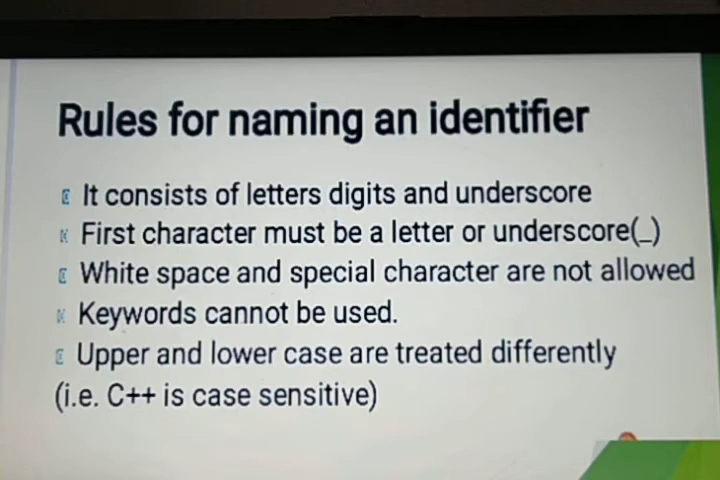 Rules for naming an identifier
It consists of letters digits and underscore
First character must be a letter or underscore(_)
White space and special character are not allowed
Keywords cannot be used.
Upper and lower case are treated differently
(i.e. C++ is case sensitive)